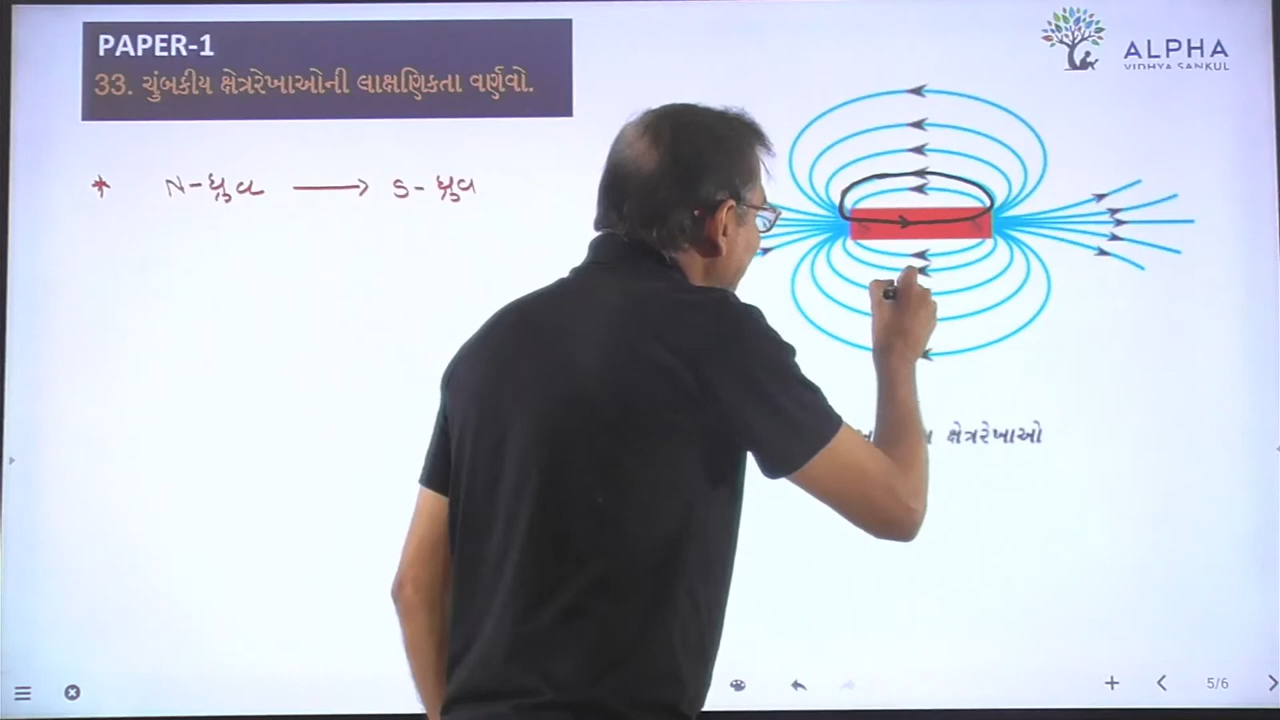 PAPER-1
33. ચુંબકીય ક્ષેત્રરેખાઓની લાક્ષણિકતા વર્ણવો.
ALPHA
VIDHYA SANKUL
* N-ધ્રુવ ⟶ S-ધ્રુવ
ક્ષેત્રરેખાઓ
5/6